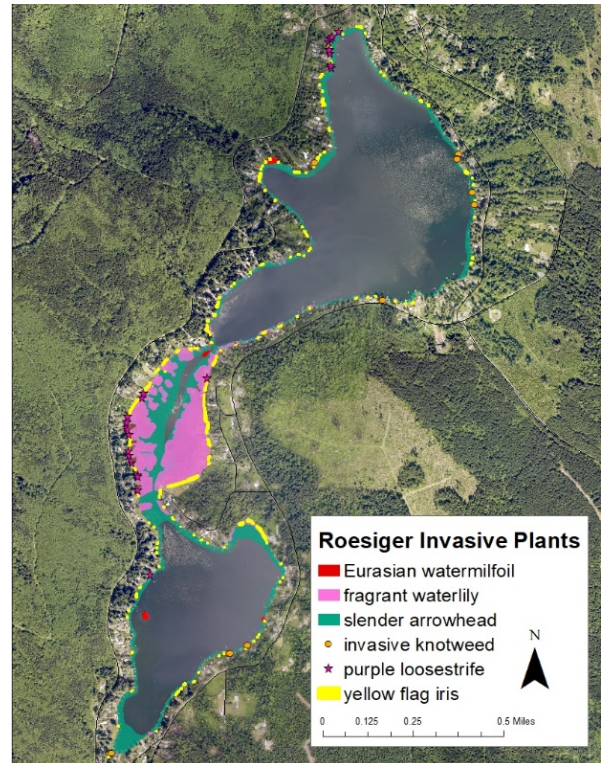 Roesiger Invasive Plants
Eurasian watermilfoil
fragrant waterlily
slender arrowhead
invasive knotweed
purple loosestrife
yellow flag iris
N
0 0.125 0.25 0.5 Miles